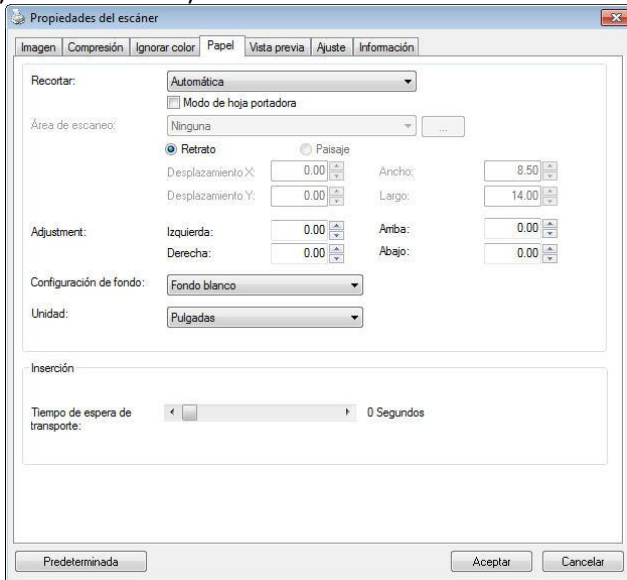 Propiedades del escáner
Imagen Compresión Ignorar color Papel Vista previa Ajuste Información
Recortar: Automática
Modo de hoja portadora
Área de escaneo: Ninguna ...
Retrato Paisaje
Desplazamiento X: 0.00 Ancho: 8.50
Desplazamiento Y: 0.00 Largo: 14.00
Adjustment: Izquierda: 0.00 Arriba: 0.00
Derecha: 0.00 Abajo: 0.00
Configuración de fondo: Fondo blanco
Unidad: Pulgadas
Inserción
Tiempo de espera de 0 Segundos
transporte:
Predeterminada Aceptar Cancelar